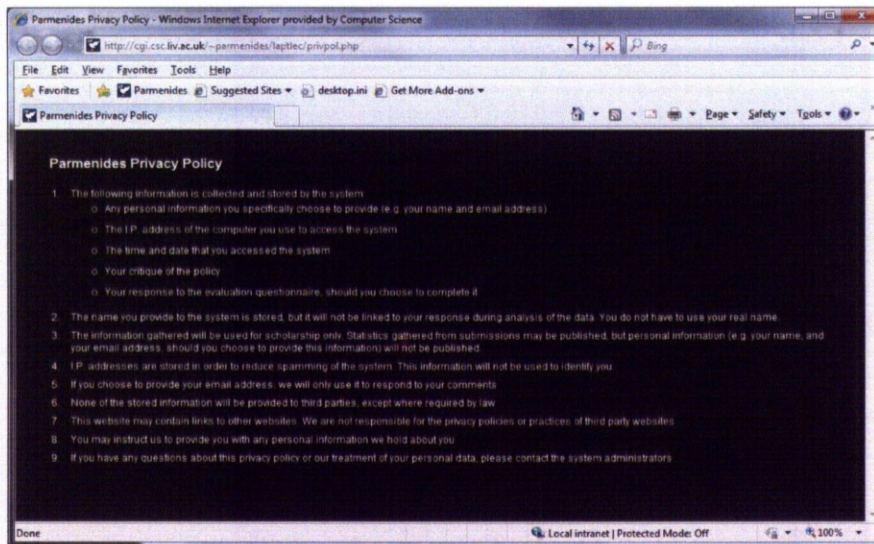 Parmenides Privacy Policy - Windows Internet Explorer provided by Computer Science
http://cgi.csc.liv.ac.uk/~parmenides/laptlec/privpol.php
Bing
File Edit View Favorites Tools Help
Favorites Parmenides Suggested Sites desktop.ini Get More Add-ons
Parmenides Privacy Policy Page Safety Tools
Parmenides Privacy Policy
1. The following information is collected and stored by the system
o Any personal information you specifically choose to provide (e.g. your name and email address)
o The I.P. address of the computer you use to access the system
o The time and date that you accessed the system
o Your critique of the policy
o Your response to the evaluation questionnaire, should you choose to complete it
2. The name you provide to the system is stored, but it will not be linked to your response during analysis of the data. You do not have to use your real name.
3. The information gathered will be used for scholarship only. Statistics gathered from submissions may be published, but personal information (e.g. your name, and
your email address, should you choose to provide this information) will not be published.
4. I.P. addresses are stored in order to reduce spamming of the system. This information will not be used to identify you
5. If you choose to provide your email address, we will only use it to respond to your comments
6. None of the stored information will be provided to third parties, except where required by law
7. This website may contain links to other websites. We are not responsible for the privacy policies or practices of third party websites
8. You may instruct us to provide you with any personal information we hold about you
9. If you have any questions about this privacy policy or our treatment of your personal data, please contact the system administrators
Done Local intranet | Protected Mode: Off 100%